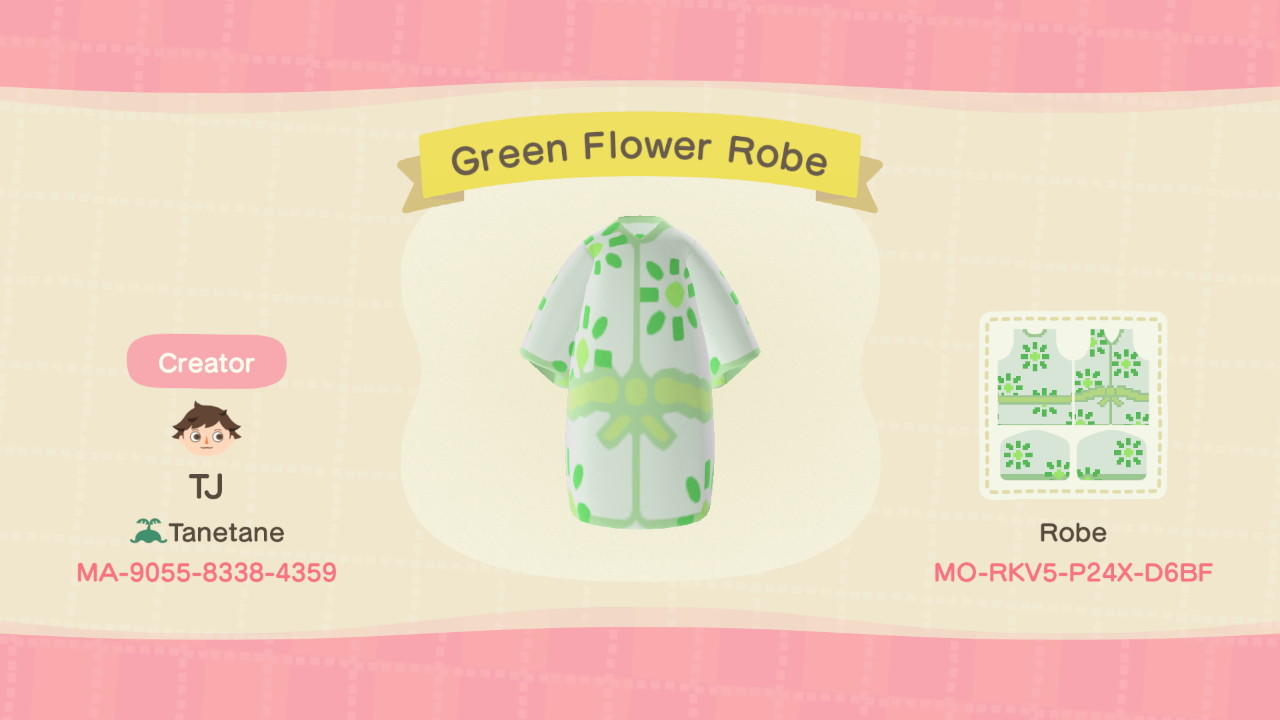 Green Flower Robe
Creator
TJ
Tanetane
MA-9055-8338-4359
Robe
MO-RKV5-P24X-D6BF